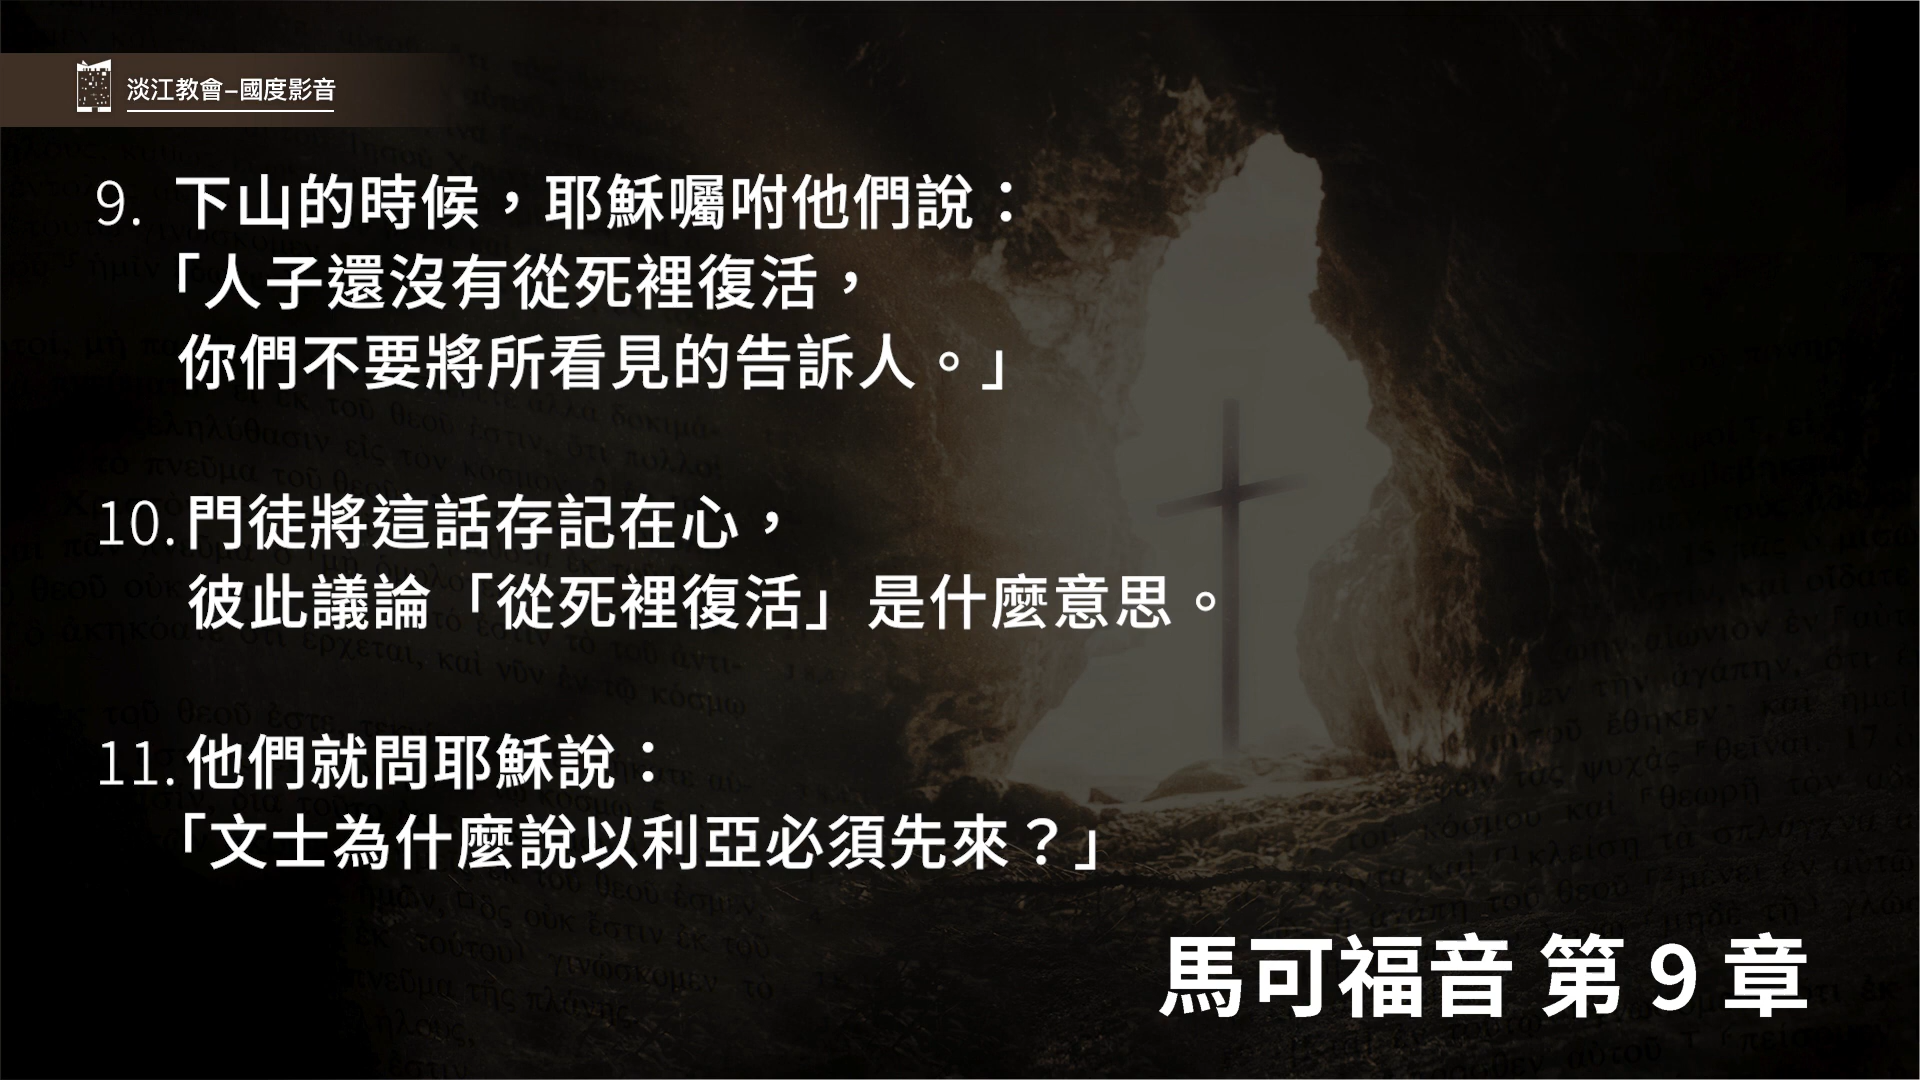 淡江教會–國度影音
9. 下山的時候，耶穌囑咐他們說：
「人子還沒有從死裡復活，
你們不要將所看見的告訴人。」
10.門徒將這話存記在心，
彼此議論「從死裡復活」是什麼意思。
11.他們就問耶穌說：
「文士為什麼說以利亞必須先來？」
馬可福音 第 9 章